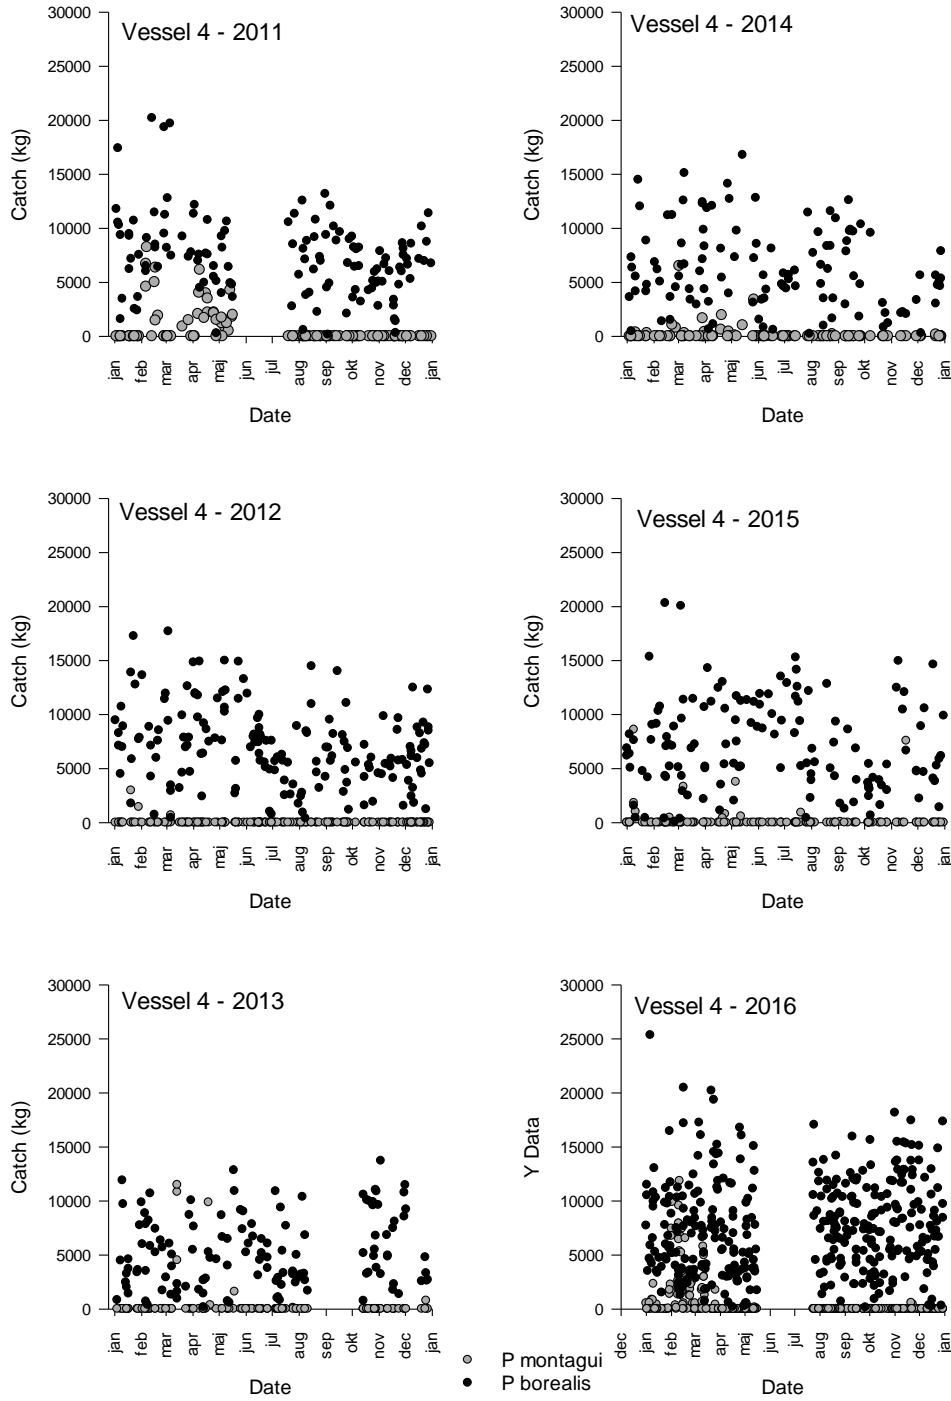 Vessel 4 - 2011
30000
25000
20000
15000
10000
5000
0
Catch (kg)
jan feb mar apr maj jun jul aug sep okt nov dec jan
Date
Vessel 4 - 2014
30000
25000
20000
15000
10000
5000
0
Catch (kg)
jan feb mar apr maj jun jul aug sep okt nov dec jan
Date
Vessel 4 - 2012
30000
25000
20000
15000
10000
5000
0
Catch (kg)
jan feb mar apr maj jun jul aug sep okt nov dec jan
Date
Vessel 4 - 2015
30000
25000
20000
15000
10000
5000
0
Catch (kg)
jan feb mar apr maj jun jul aug sep okt nov dec jan
Date
Vessel 4 - 2013
30000
25000
20000
15000
10000
5000
0
Catch (kg)
jan feb mar apr maj jun jul aug sep okt nov dec jan
Date
Vessel 4 - 2016
30000
25000
20000
15000
10000
5000
0
Y Data
dec jan feb mar apr maj jun jul aug sep okt nov dec jan
Date
P montagui
P borealis